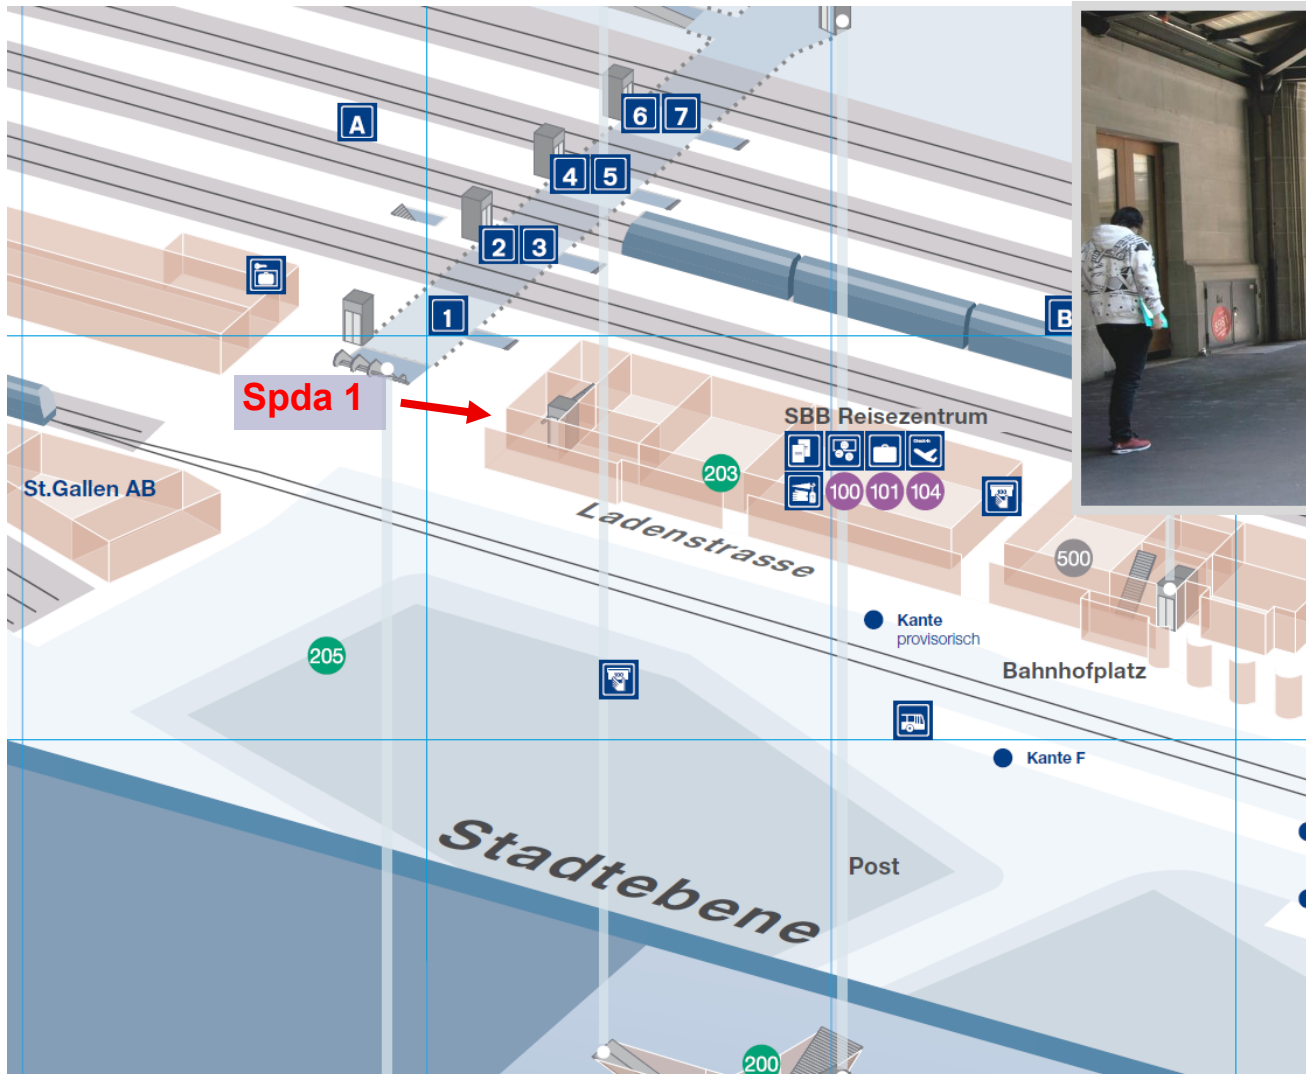 6 7
A
4 5
2 3
1
B
Spda 1
SBB Reisezentrum
203
100 101 104
St.Gallen AB
Ladenstrasse
500
Kante
provisorisch
205
Bahnhofplatz
Kante F
Stadtebene
Post
200